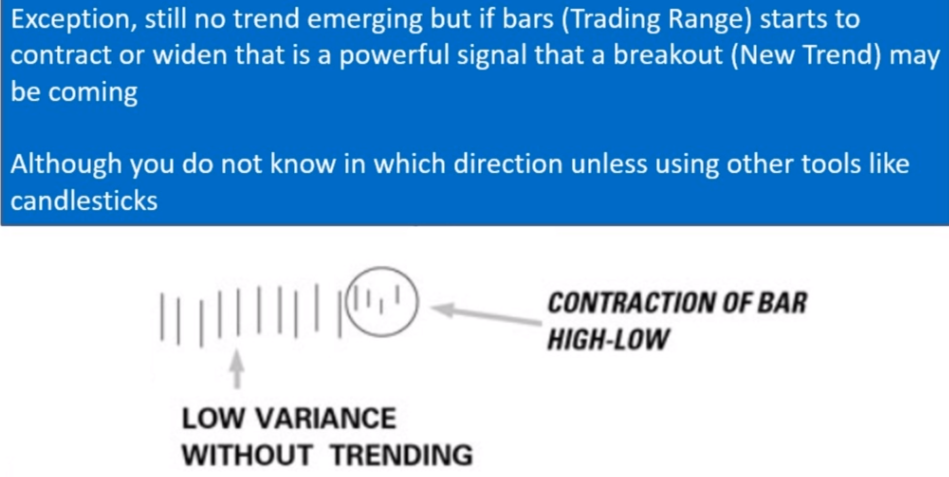 Exception, still no trend emerging but if bars (Trading Range) starts to
contract or widen that is a powerful signal that a breakout (New Trend) may
be coming
Although you do not know in which direction unless using other tools like
candlesticks
CONTRACTION OF BAR
HIGH-LOW
LOW VARIANCE
WITHOUT TRENDING